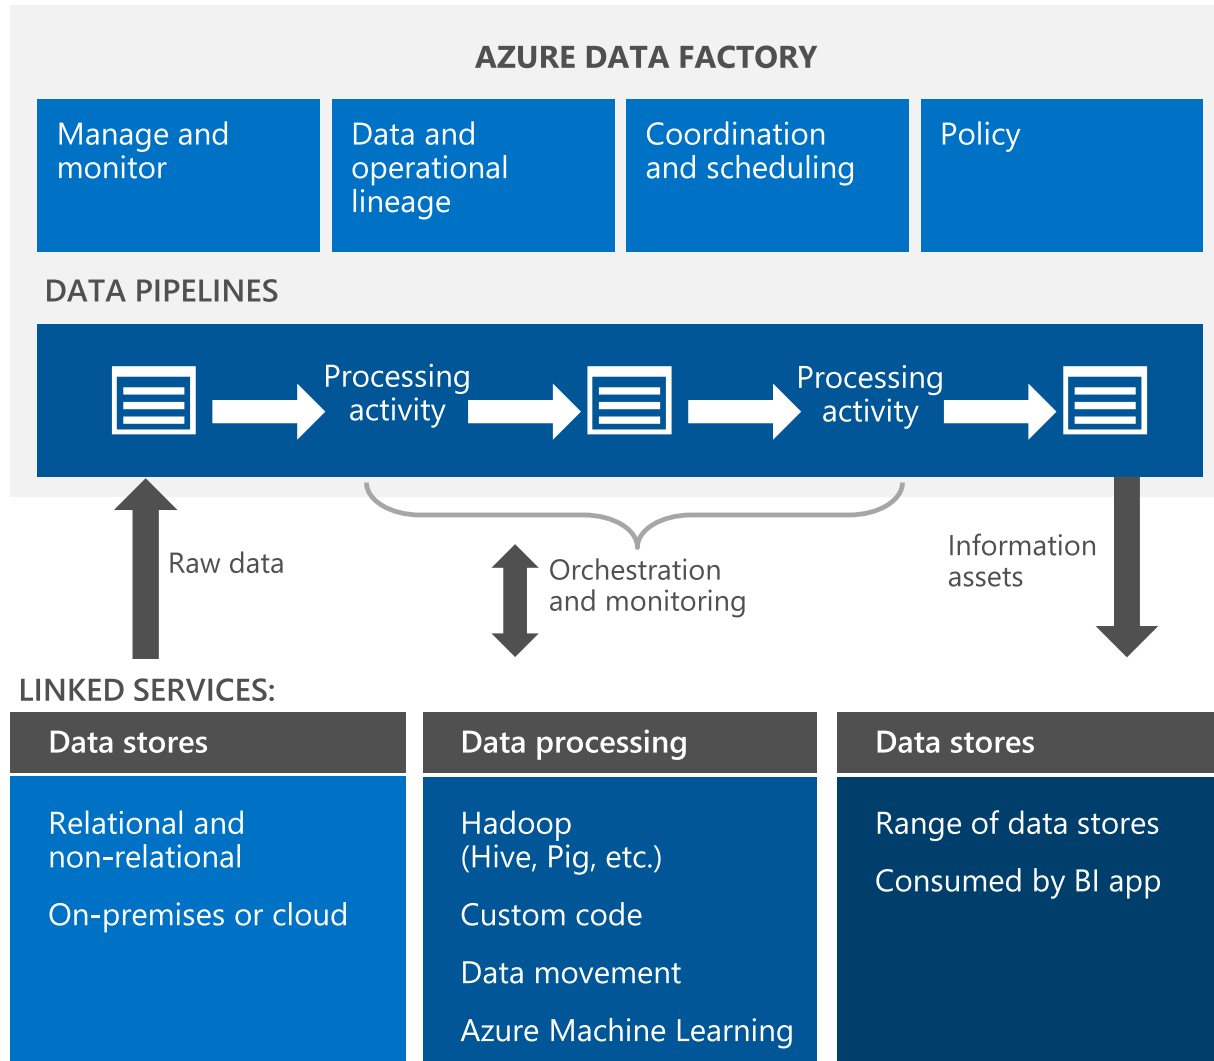 AZURE DATA FACTORY
Manage and
monitor
Data and
operational
lineage
Coordination
and scheduling
Policy
DATA PIPELINES
Processing
activity
Processing
activity
Raw data
Orchestration
and monitoring
Information
assets
LINKED SERVICES:
Data stores
Relational and
non-relational
On-premises or cloud
Data processing
Hadoop
(Hive, Pig, etc.)
Custom code
Data movement
Azure Machine Learning
Data stores
Range of data stores
Consumed by BI app